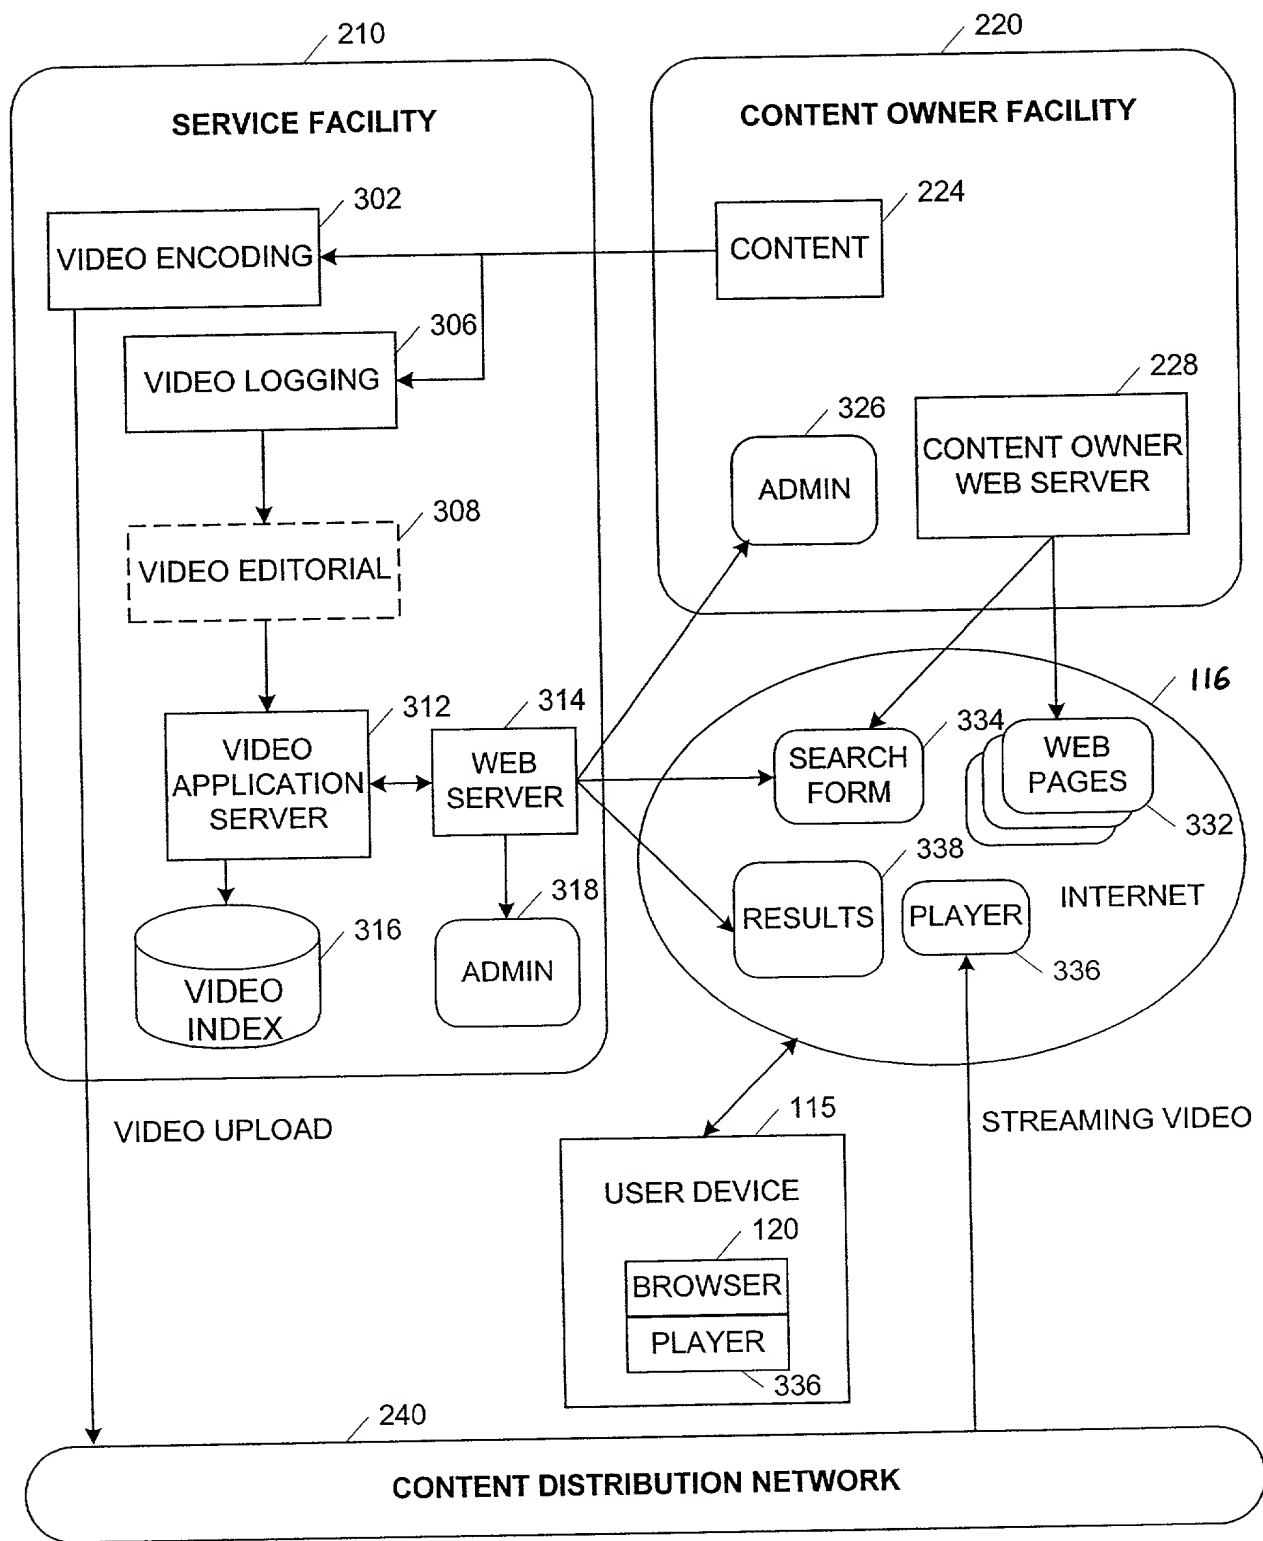 210
220
SERVICE FACILITY
CONTENT OWNER FACILITY
302
224
VIDEO ENCODING
CONTENT
306
VIDEO LOGGING
228
326
CONTENT OWNER
WEB SERVER
ADMIN
308
VIDEO EDITORIAL
116
312
314
334
VIDEO
APPLICATION
SERVER
WEB
SERVER
SEARCH
FORM
WEB
PAGES
332
338
318
316
RESULTS
PLAYER
INTERNET
336
ADMIN
VIDEO
INDEX
VIDEO UPLOAD
115
STREAMING VIDEO
USER DEVICE
120
BROWSER
PLAYER
336
240
CONTENT DISTRIBUTION NETWORK